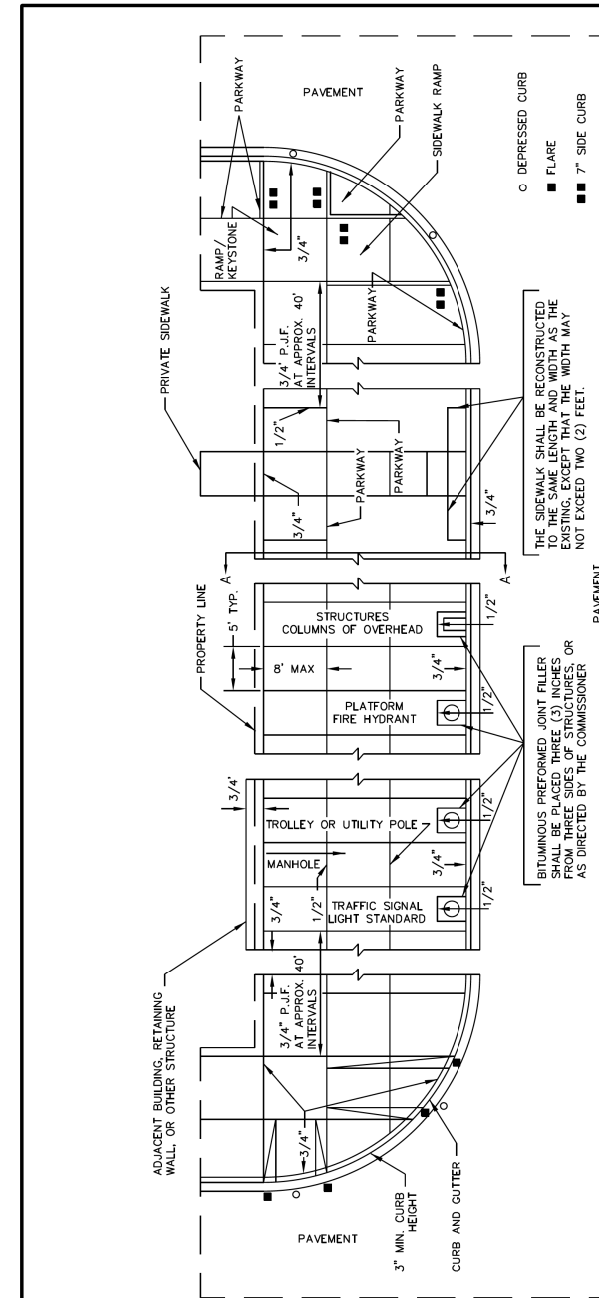 PARKWAY
PAVEMENT
PARKWAY
SIDEWALK RAMP
○ DEPRESSED CURB
■ FLARE
■■ 7" SIDE CURB
RAMP/
KEYSTONE
3/4"
PRIVATE SIDEWALK
3/4' P.J.F.
AT APPROX. 40'
INTERVALS
PARKWAY
1/2"
3/4"
PARKWAY
PARKWAY
3/4"
THE SIDEWALK SHALL BE RECONSTRUCTED
TO THE SAME LENGTH AND WIDTH AS THE
EXISTING, EXCEPT THAT THE WIDTH MAY
NOT EXCEED TWO (2) FEET.
A
A
PROPERTY LINE
5' TYP.
8' MAX
STRUCTURES
COLUMNS OF OVERHEAD
3/4"
1/2"
PLATFORM
FIRE HYDRANT
1/2"
PAVEMENT
BITUMINOUS PREFORMED JOINT FILLER
SHALL BE PLACED THREE (3) INCHES
FROM THREE SIDES OF STRUCTURES, OR
AS DIRECTED BY THE COMMISSIONER
3/4'
TROLLEY OR UTILITY POLE
1/2"
MANHOLE
3/4"
1/2"
3/4"
TRAFFIC SIGNAL
LIGHT STANDARD
1/2"
ADJACENT BUILDING, RETAINING
WALL, OR OTHER STRUCTURE
3/4" P.J.F.
AT APPROX. 40'
INTERVALS
3/4"
PAVEMENT
3" MIN. CURB
HEIGHT
CURB AND GUTTER